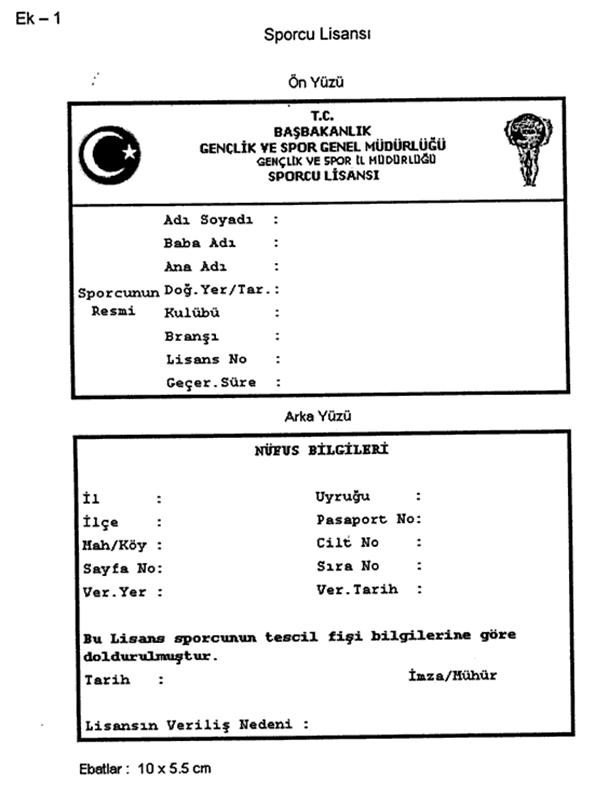 Ek – 1
Sporcu Lisansı
Ön Yüzü
T.C.
BAŞBAKANLIK
GENÇLİK VE SPOR GENEL MÜDÜRLÜĞÜ
GENÇLİK VE SPOR İL MÜDÜRLÜĞÜ
SPORCU LİSANSI
Adı Soyadı :
Baba Adı :
Ana Adı :
Sporcunun Resmi
Doğ.Yer/Tar. :
Kulübü :
Branşı :
Lisans No :
Geçer.Süre :
Arka Yüzü
NÜFUS BİLGİLERİ
İl : Uyruğu :
İlçe : Pasaport No:
Mah/Köy : Cilt No :
Sayfa No: Sıra No :
Ver.Yer : Ver.Tarih :
Bu Lisans sporcunun tescil fişi bilgilerine göre
doldurulmuştur.
Tarih : İmza/Mühür
Lisansın Veriliş Nedeni :
Ebatlar : 10 x 5.5 cm